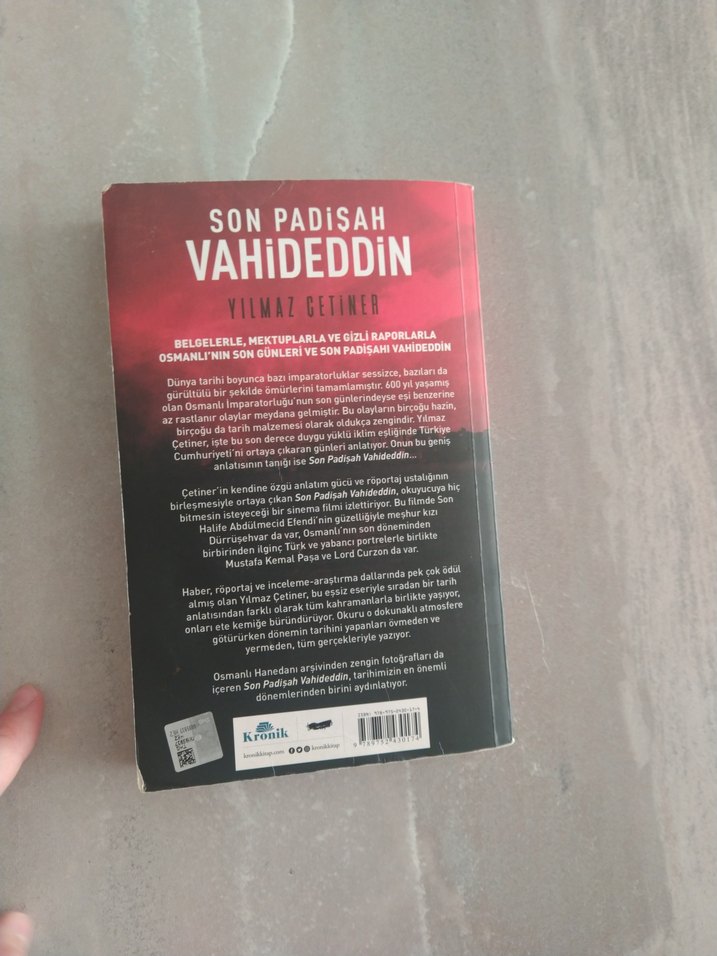 SON PADİŞAH
VAHİDEDDİN
YILMAZ ÇETİNER
BELGELERLE, MEKTUPLARLA VE GİZLİ RAPORLARLA
OSMANLI'NIN SON GÜNLERİ VE SON PADİŞAHI VAHİDEDDİN
Dünya tarihi boyunca bazı imparatorluklar sessizce, bazıları da
gürültülü bir şekilde ömürlerini tamamlamıştır. 600 yıl yaşamış
olan Osmanlı İmparatorluğu'nun son günlerindeyse eşi benzerine
az rastlanır olaylar meydana gelmiştir. Bu olayların birçoğu hazin,
birçoğu da tarih malzemesi olarak oldukça zengindir. Yılmaz
Çetiner, işte bu son derece duygu yüklü iklim eşliğinde Türkiye
Cumhuriyeti'ni ortaya çıkaran günleri anlatıyor. Onun bu geniş
anlatısının tanığı ise Son Padişah Vahideddin...
Çetiner'in kendine özgü anlatım gücü ve röportaj ustalığının
birleşmesiyle ortaya çıkan Son Padişah Vahideddin, okuyucuya hiç
bitmesin isteyeceği bir sinema filmi izlettiriyor. Bu filmde Son
Halife Abdülmecid Efendi'nin güzelliğiyle meşhur kızı
Dürrüşehvar da var, Osmanlı'nın son döneminden
birbirinden ilginç Türk ve yabancı portrelerle birlikte
Mustafa Kemal Paşa ve Lord Curzon da var.
Haber, röportaj ve inceleme-araştırma dallarında pek çok ödül
almış olan Yılmaz Çetiner, bu eşsiz eseriyle sıradan bir tarih
anlatısından farklı olarak tüm kahramanlarla birlikte yaşıyor,
onları ete kemiğe büründürüyor. Okuru o dokunaklı atmosfere
götürürken dönemin tarihini yapanları övmeden ve
yermeden, tüm gerçekleriyle yazıyor.
Osmanlı Hanedanı arşivinden zengin fotoğrafları da
içeren Son Padişah Vahideddin, tarihimizin en önemli
dönemlerinden birini aydınlatıyor.
Kronik
kronikkitap.com kronikkitap
ISBN: 978-975-2430-17-4
9 789752 430174